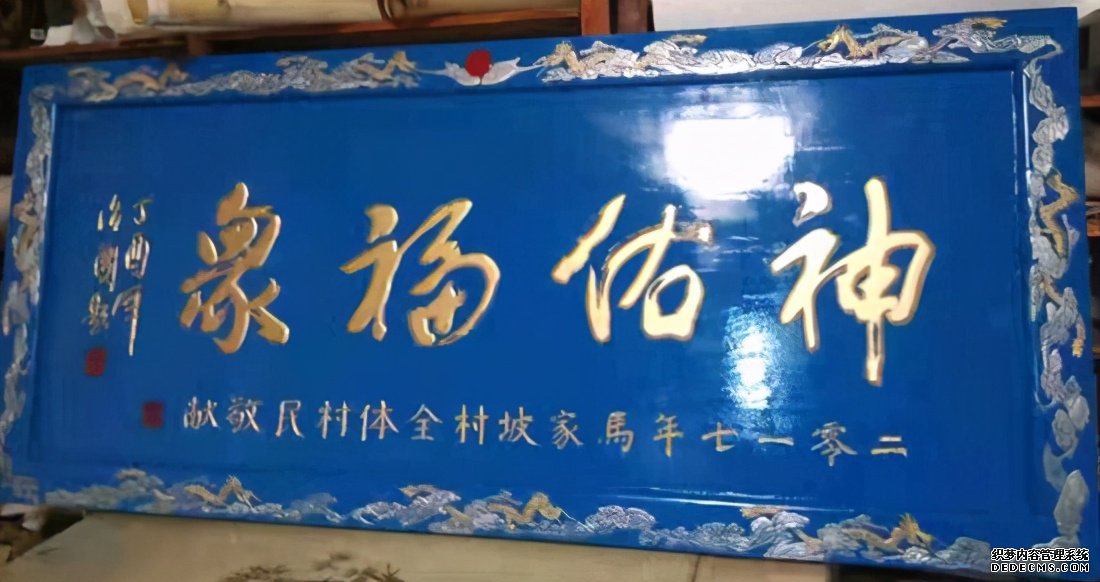 神佑福衆
二零一七年馬家坡村全体村民敬献
丁酉年
国
织梦内容管理系统
DEDECMS.COM